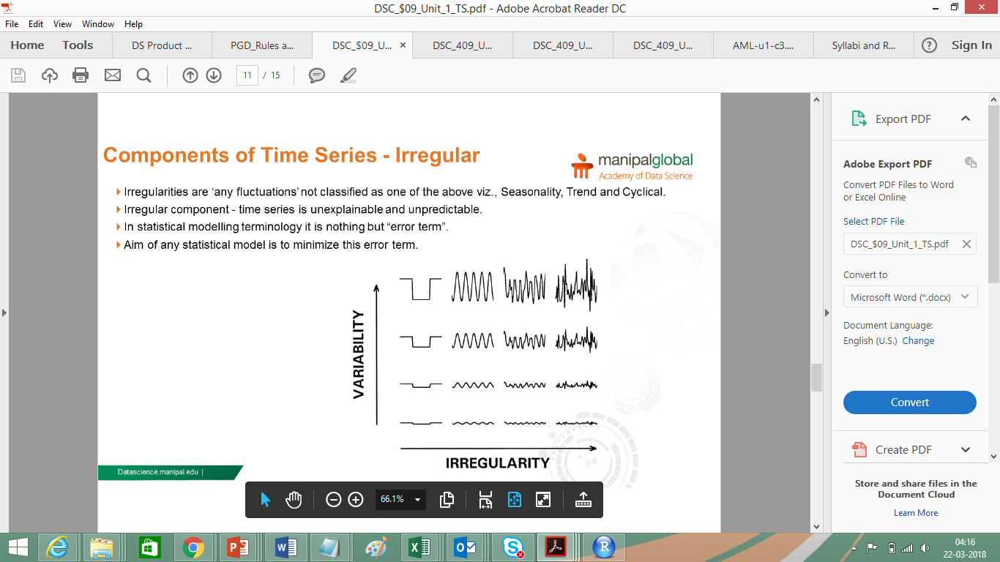 DSC_$09_Unit_1_TS.pdf - Adobe Acrobat Reader DC
File Edit View Window Help
Home Tools DS Product ... PGD_Rules a... DSC_$09_U... × DSC_409_U... DSC_409_U... DSC_409_U... AML-u1-c3.... Syllabi and R... ? Sign In
11 / 15
Components of Time Series - Irregular
manipalglobal
Academy of Data Science
Irregularities are ‘any fluctuations’ not classified as one of the above viz., Seasonality, Trend and Cyclical.
Irregular component - time series is unexplainable and unpredictable.
In statistical modelling terminology it is nothing but “error term”.
Aim of any statistical model is to minimize this error term.
VARIABILITY
IRREGULARITY
Datascience.manipal.edu |
66.1%
Export PDF
Adobe Export PDF
Convert PDF Files to Word
or Excel Online
Select PDF File
DSC_$09_Unit_1_TS.pdf
Convert to
Microsoft Word (*.docx)
Document Language:
English (U.S.) Change
Convert
Create PDF
Store and share files in the
Document Cloud
Learn More
04:16
22-03-2018